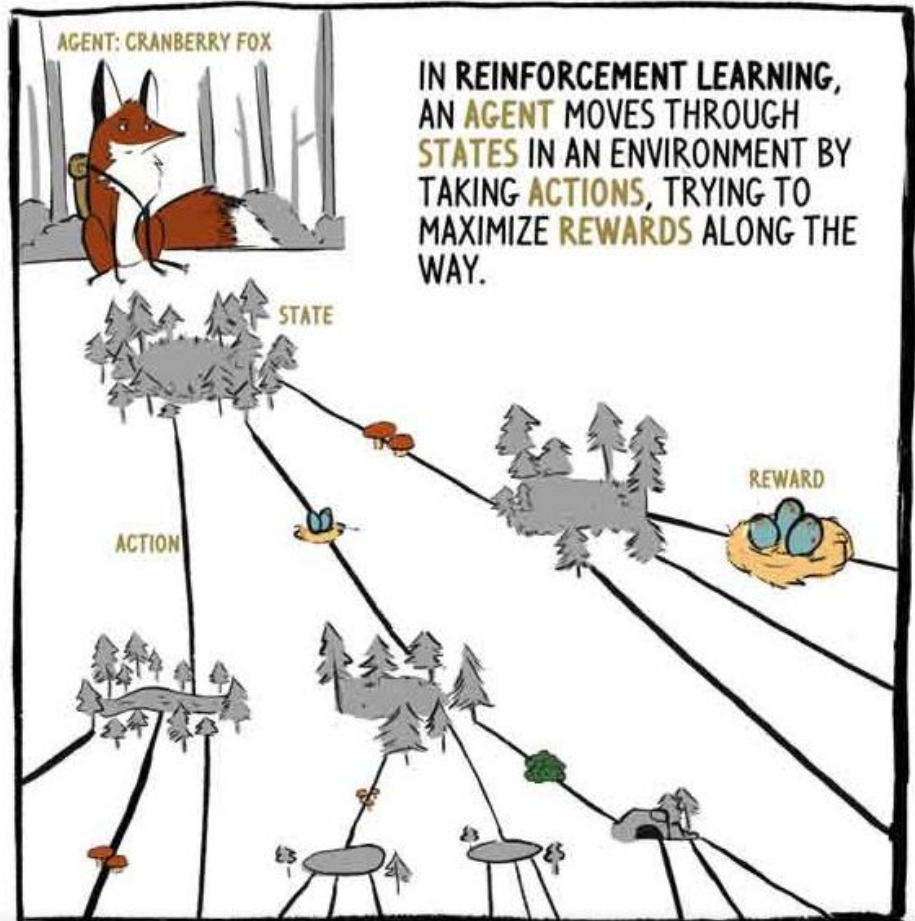 AGENT: CRANBERRY FOX
IN REINFORCEMENT LEARNING,
AN AGENT MOVES THROUGH
STATES IN AN ENVIRONMENT BY
TAKING ACTIONS, TRYING TO
MAXIMIZE REWARDS ALONG THE
WAY.
STATE
REWARD
ACTION